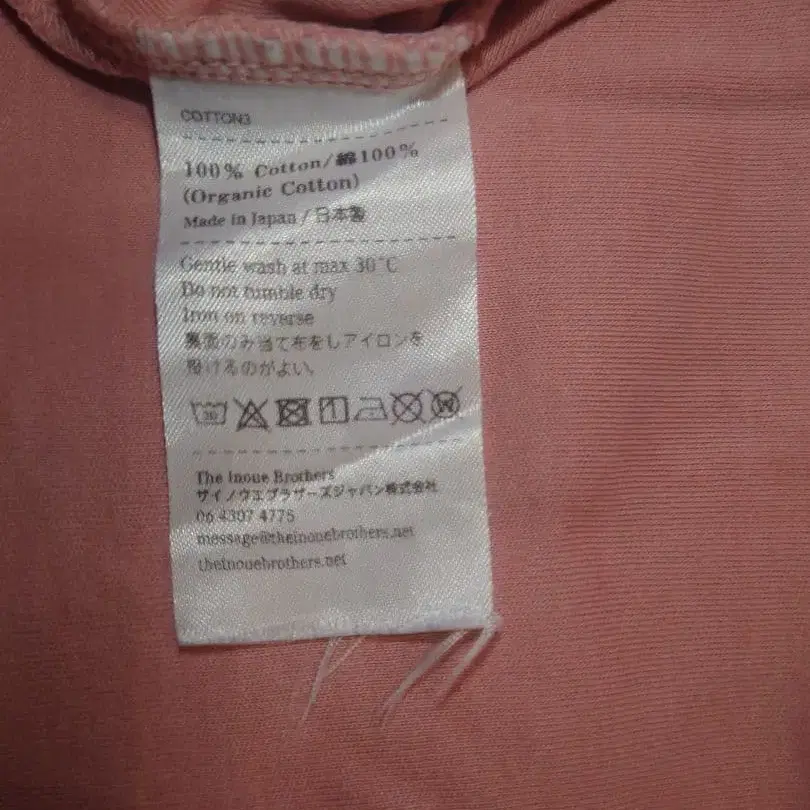 COTTON3
100% Cotton/綿100%
(Organic Cotton)
Made in Japan / 日本製
Gentle wash at max 30°C
Do not tumble dry
Iron on reverse
裏面のみ当て布をしアイロンを
掛けるのがよい。
30
W
The Inoue Brothers
ザイノウエブラザーズジャパン株式会社
06 4307 4775
message@theinouebrothers.net
theinouebrothers.net